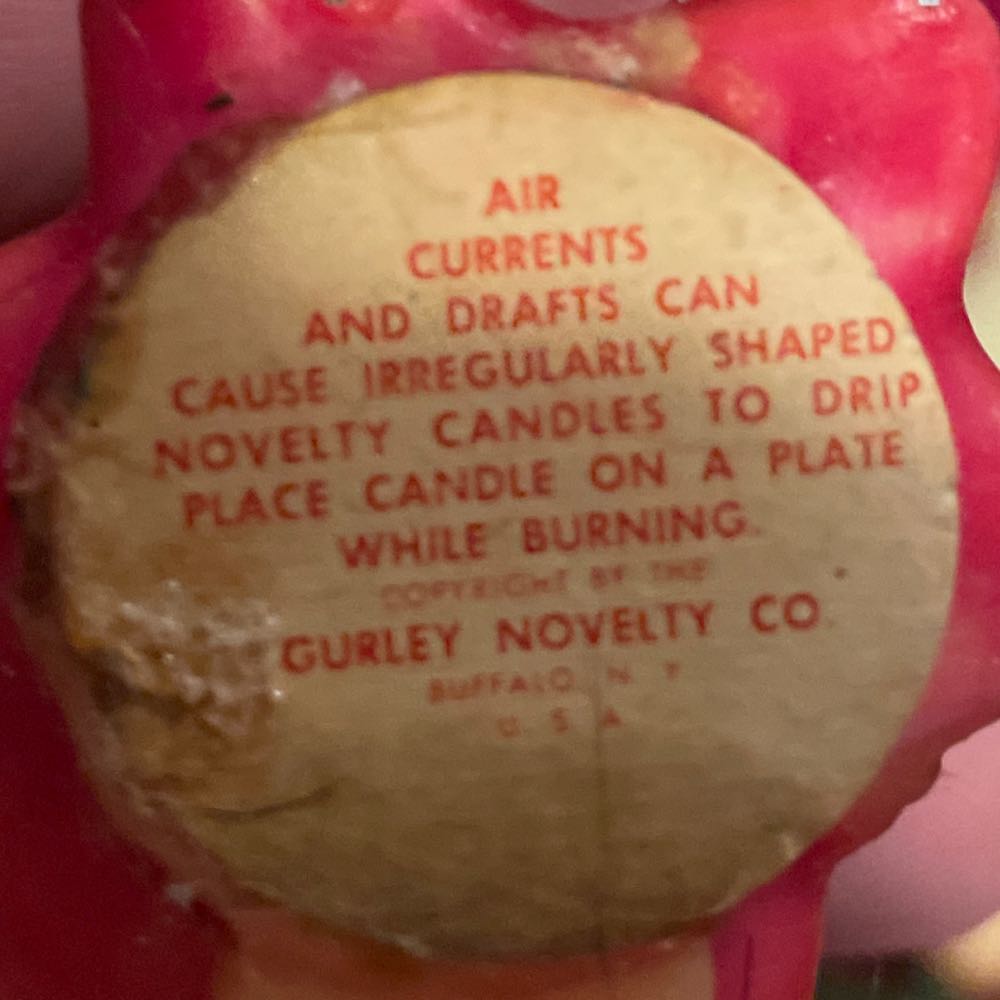 AIR
CURRENTS
AND DRAFTS CAN
CAUSE IRREGULARLY SHAPED
NOVELTY CANDLES TO DRIP
PLACE CANDLE ON A PLATE
WHILE BURNING.
COPYRIGHT BY THE
GURLEY NOVELTY CO.
BUFFALO, N Y
U S A